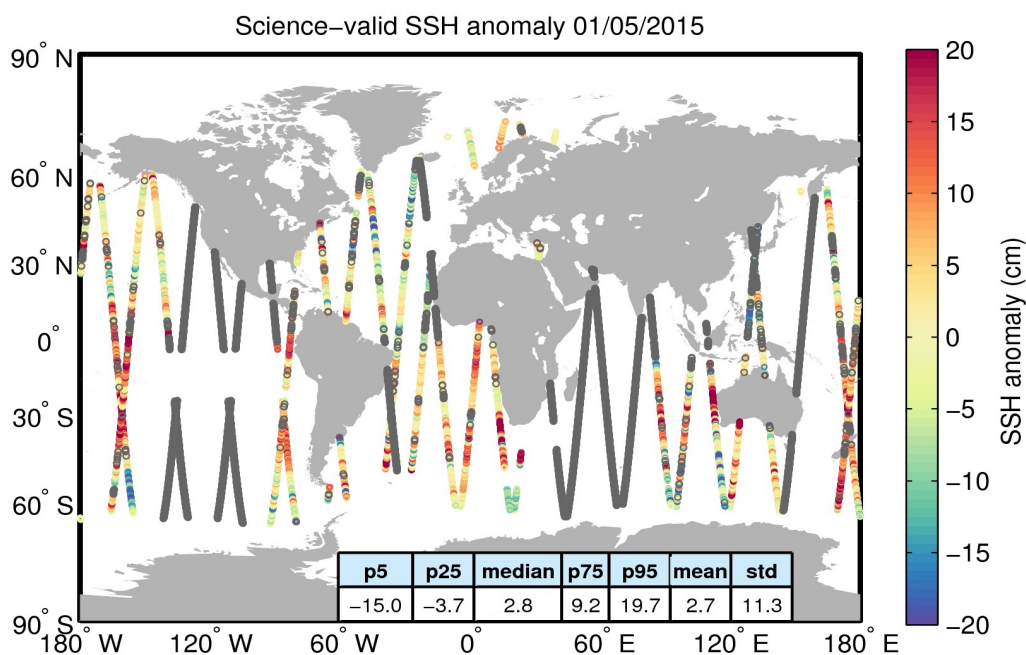 Science−valid SSH anomaly 01/05/2015
90° N
60° N
30° N
0°
30° S
60° S
90° S
180° W
120° W
60° W
0°
60° E
120° E
180° E
p5 p25 median p75 p95 mean std
−15.0 −3.7 2.8 9.2 19.7 2.7 11.3
20
15
10
5
0
−5
−10
−15
−20
SSH anomaly (cm)